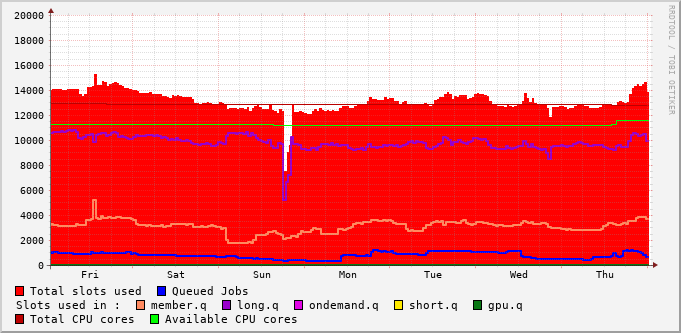 RRDTOOL / TOBI OETIKER
20000
18000
16000
14000
12000
10000
8000
6000
4000
2000
0
Fri Sat Sun Mon Tue Wed Thu
Total slots used Queued Jobs
Slots used in : member.q long.q ondemand.q short.q gpu.q
Total CPU cores Available CPU cores